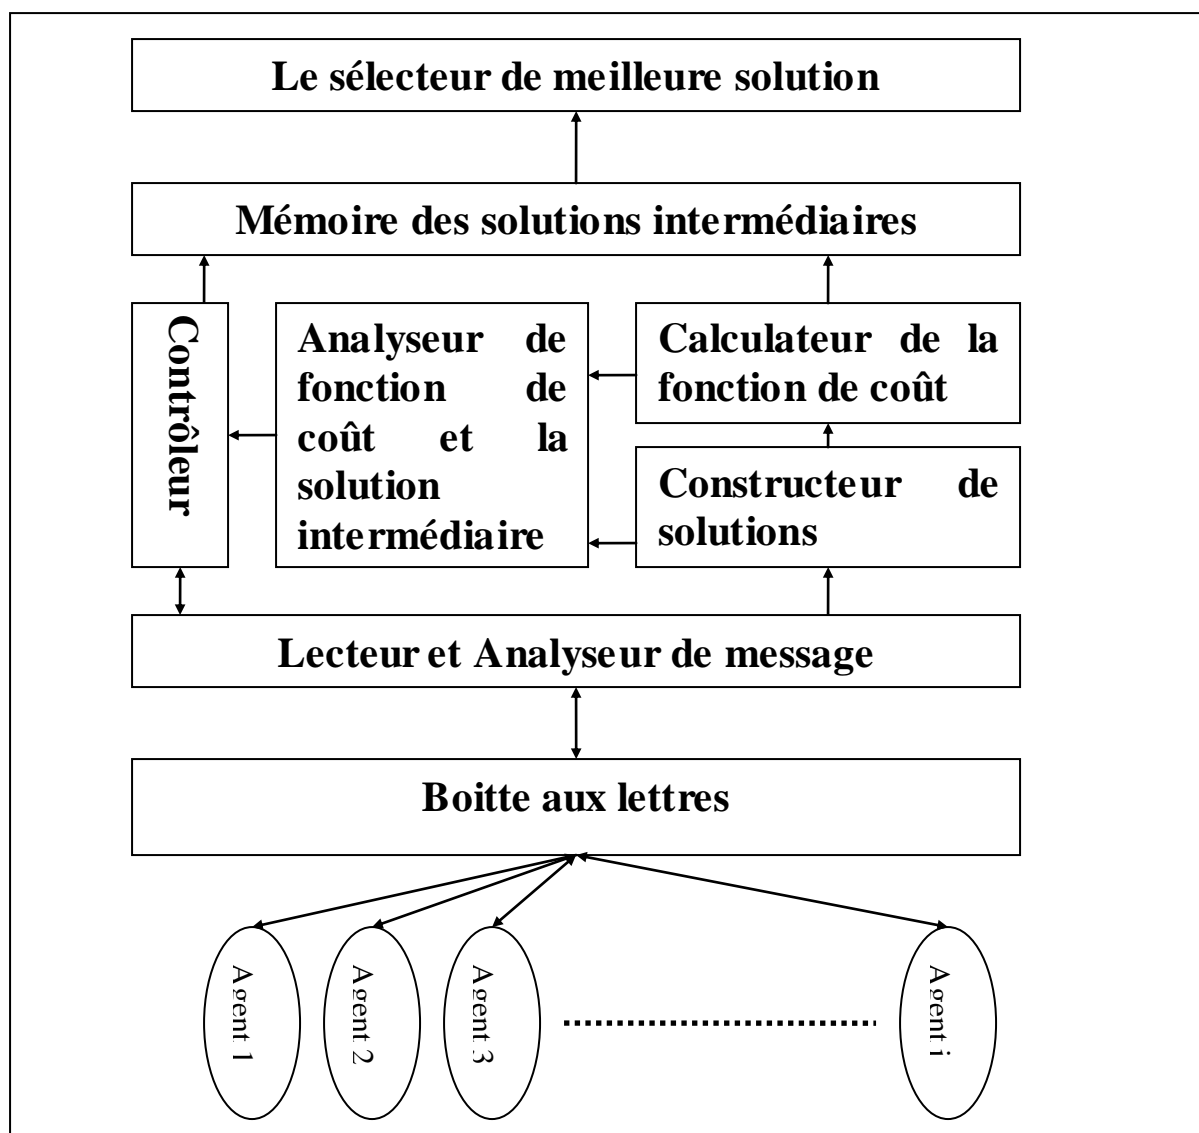 Le sélecteur de meilleure solution
Mémoire des solutions intermédiaires
Contrôleur
Analyseur de
fonction de
coût et la
solution
intermédiaire
Calculateur de la
fonction de coût
Constructeur de
solutions
Lecteur et Analyseur de message
Boitte aux lettres
Agent 1
Agent 2
Agent 3
Agent i